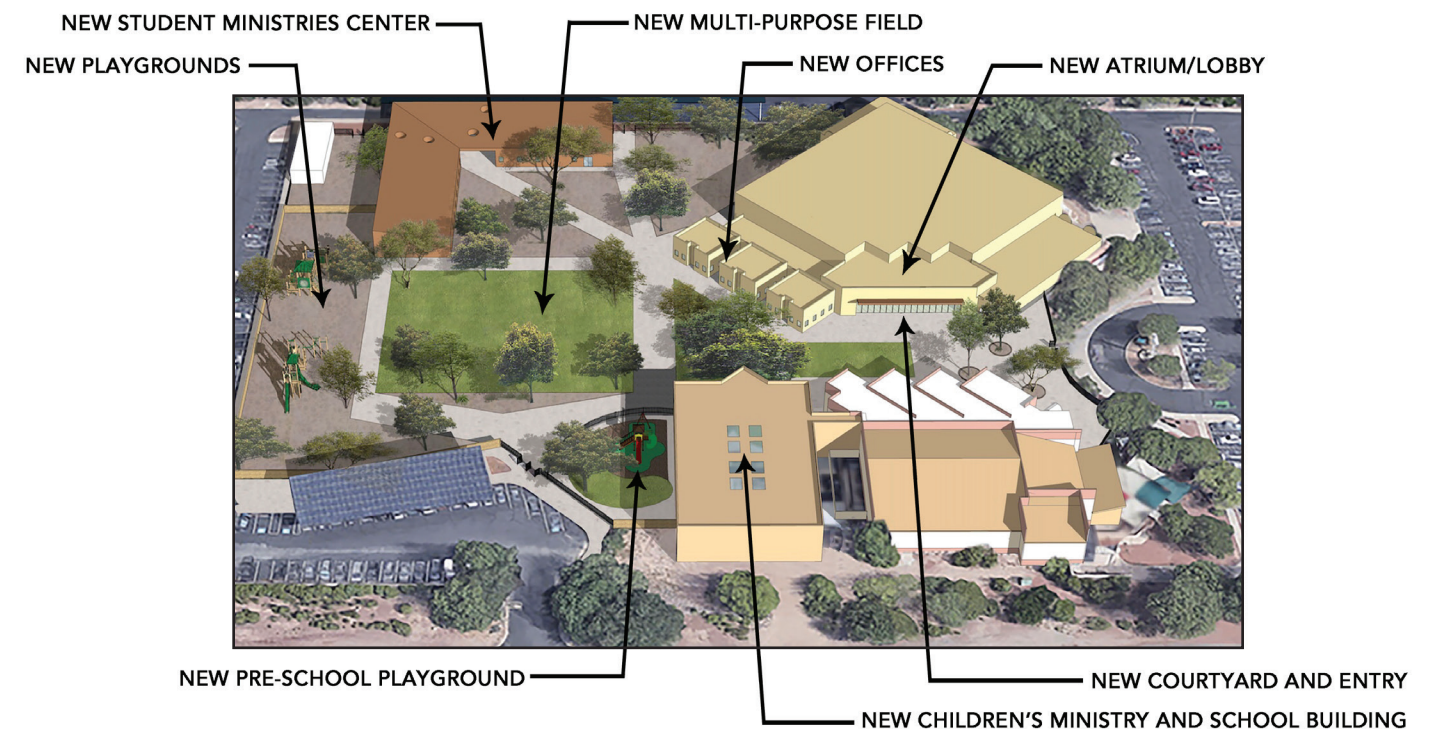 NEW STUDENT MINISTRIES CENTER
NEW MULTI-PURPOSE FIELD
NEW PLAYGROUNDS
NEW OFFICES
NEW ATRIUM/LOBBY
NEW PRE-SCHOOL PLAYGROUND
NEW COURTYARD AND ENTRY
NEW CHILDREN'S MINISTRY AND SCHOOL BUILDING